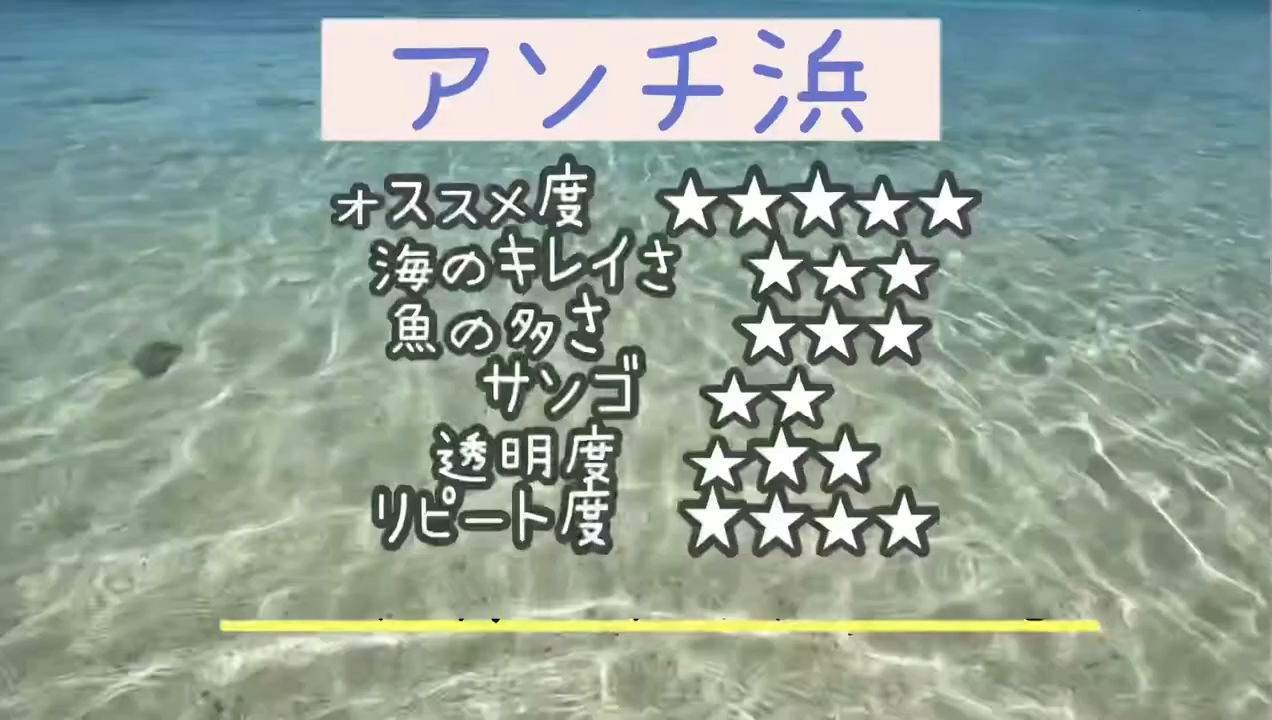 アンチ浜
オススメ度 ★★★★★
海のキレイさ ★★★
魚の多さ ★★★
サンゴ ★★
透明度 ★★★
リピート度 ★★★★